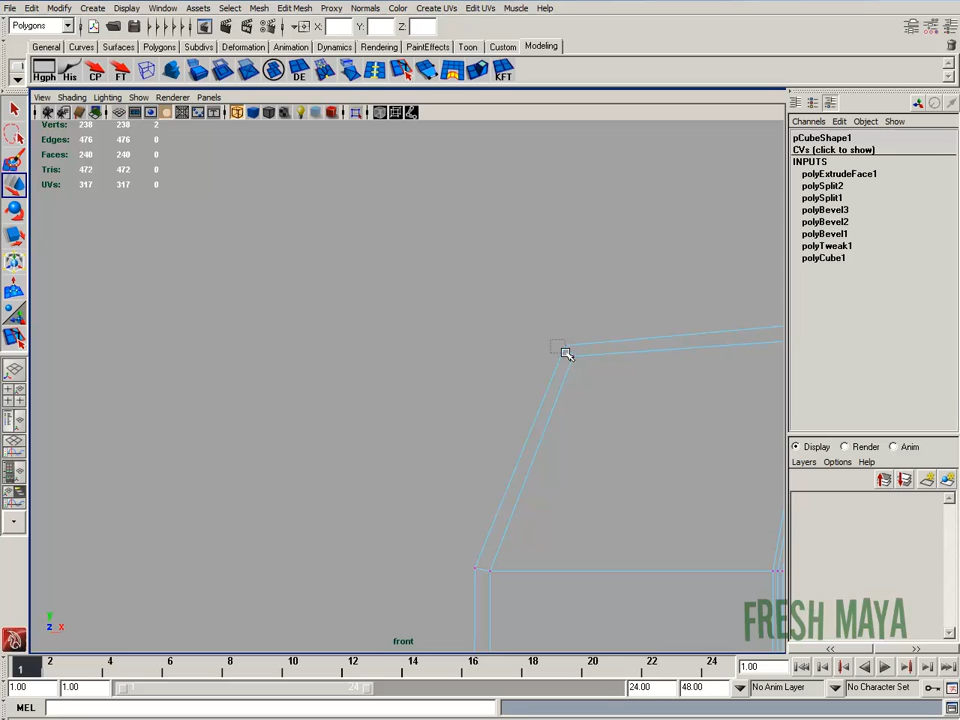 File Edit Modify Create Display Window Assets Select Mesh Edit Mesh Proxy Normals Color Create UVs Edit UVs Muscle Help
Polygons X: Y: Z:
General Curves Surfaces Polygons Subdivs Deformation Animation Dynamics Rendering PaintEffects Toon Custom Modeling
Hgph His CP FT DE KFT
View Shading Lighting Show Renderer Panels
Verts: 238 238 2
Edges: 476 476 0
Faces: 240 240 0
Tris: 472 472 0
UVs: 317 317 0
Channels Edit Object Show
pCubeShape1
CVs (click to show)
INPUTS
polyExtrudeFace1
polySplit2
polySplit1
polyBevel3
polyBevel2
polyBevel1
polyTweak1
polyCube1
Display Render Anim
Layers Options Help
FRESH MAYA
y
z x
front
1 2 4 6 8 10 12 14 16 18 20 22 24 1.00
1.00 1.00 1 24 24.00 48.00 No Anim Layer No Character Set
MEL